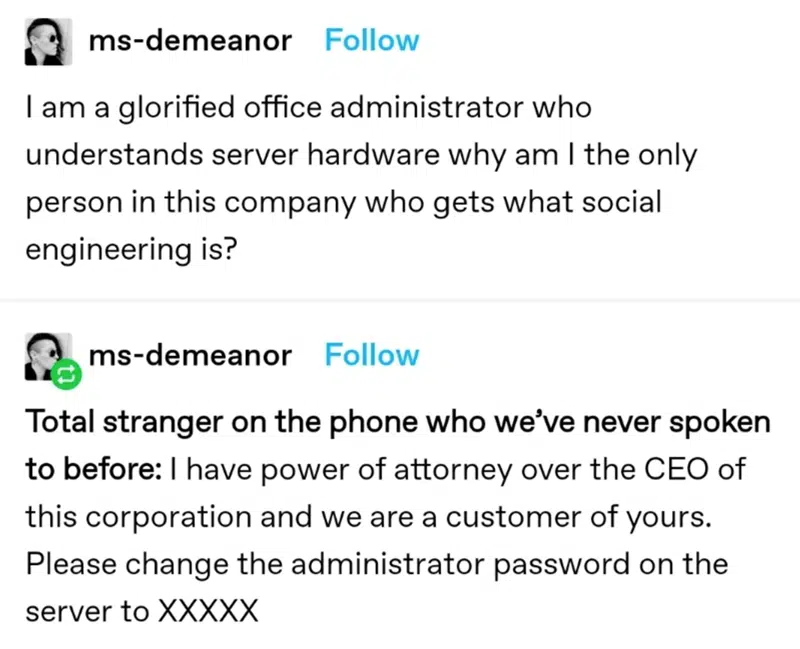 ms-demeanor Follow
I am a glorified office administrator who
understands server hardware why am I the only
person in this company who gets what social
engineering is?
ms-demeanor Follow
Total stranger on the phone who we’ve never spoken
to before: I have power of attorney over the CEO of
this corporation and we are a customer of yours.
Please change the administrator password on the
server to XXXXX